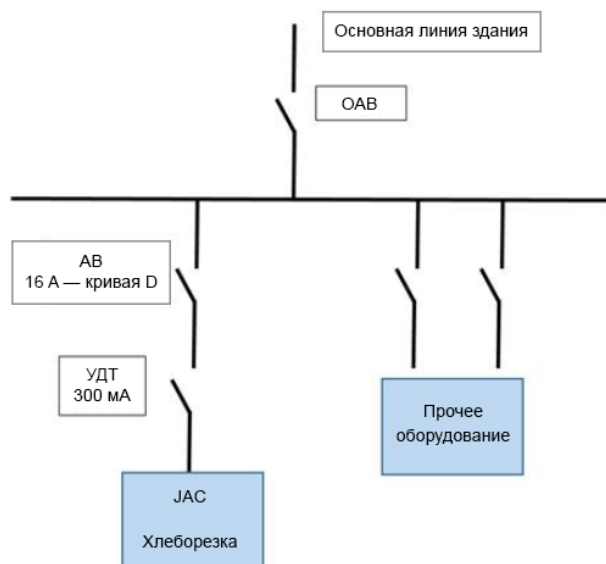 Основная линия здания
ОАВ
АВ
16 А — кривая D
УДТ
300 мА
Прочее
оборудование
JAC
Хлеборезка